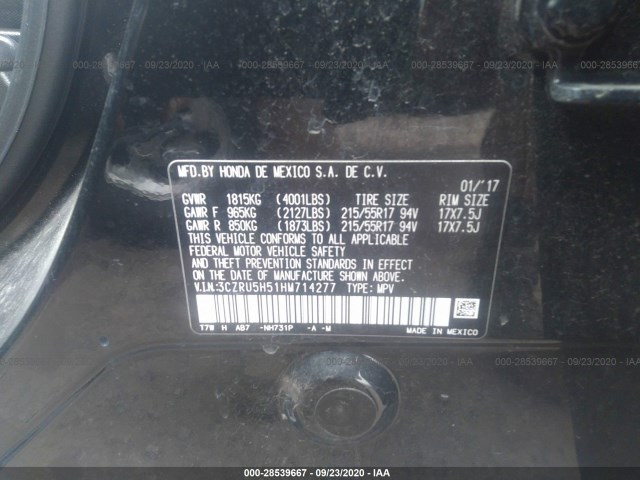 000-28539667 - 09/23/2020 - IAA
MFD.BY HONDA DE MEXICO S.A. DE C.V.
01/'17
GVWR 1815KG (4001LBS) TIRE SIZE RIM SIZE
GAWR F 965KG (2127LBS) 215/55R17 94V 17X7.5J
GAWR R 850KG (1873LBS) 215/55R17 94V 17X7.5J
THIS VEHICLE CONFORMS TO ALL APPLICABLE
FEDERAL MOTOR VEHICLE SAFETY
AND THEFT PREVENTION STANDARDS IN EFFECT
ON THE DATE OF MANUFACTURE SHOWN ABOVE.
V.I.N:3CZRU5H51HM714277 TYPE: MPV
T7W H AB7 -NH731P -A -M MADE IN MEXICO
000-28539667 - 09/23/2020 - IAA